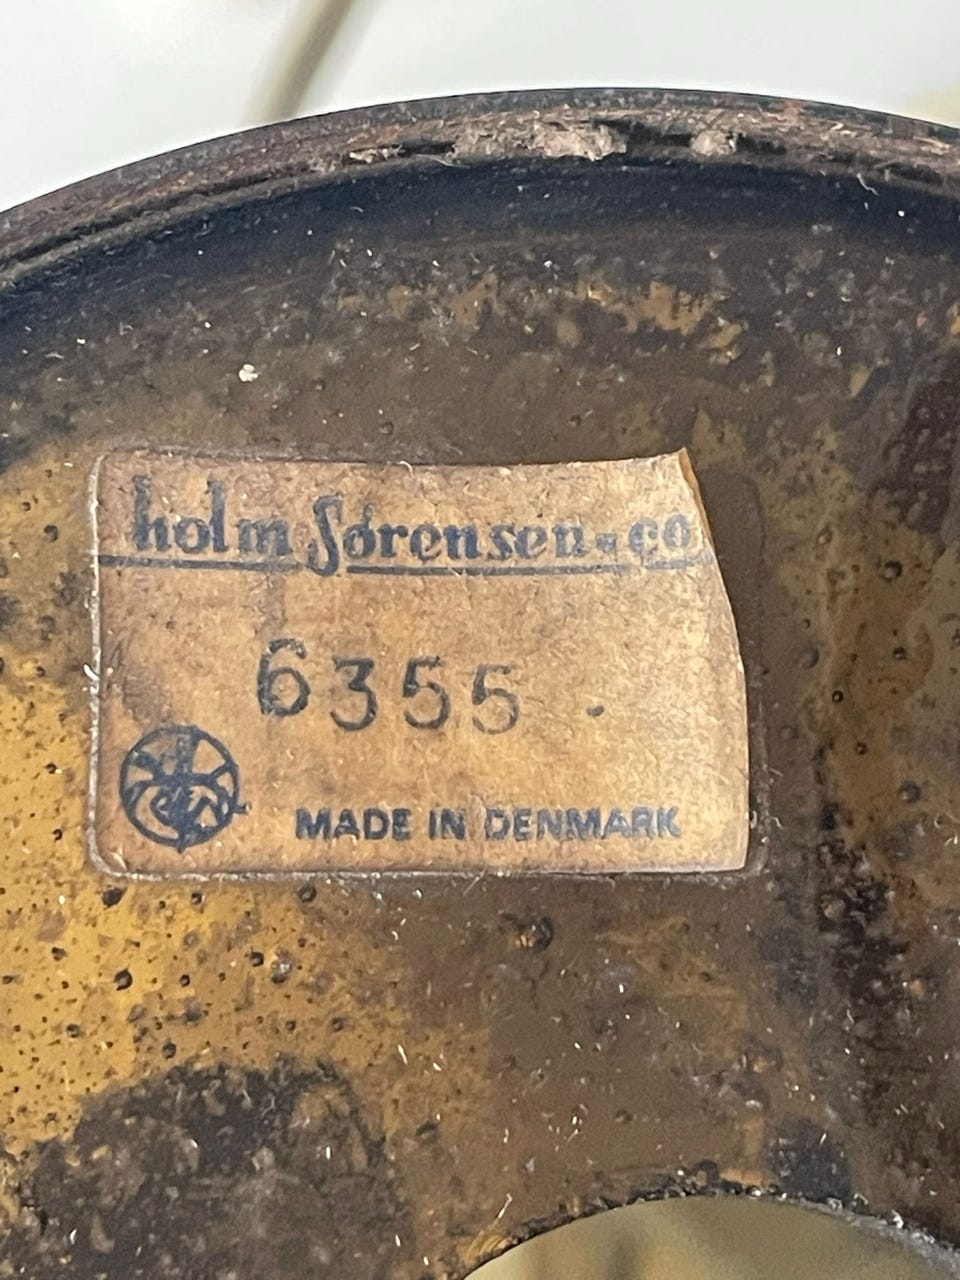 holm Sørensen & co
6355
MADE IN DENMARK